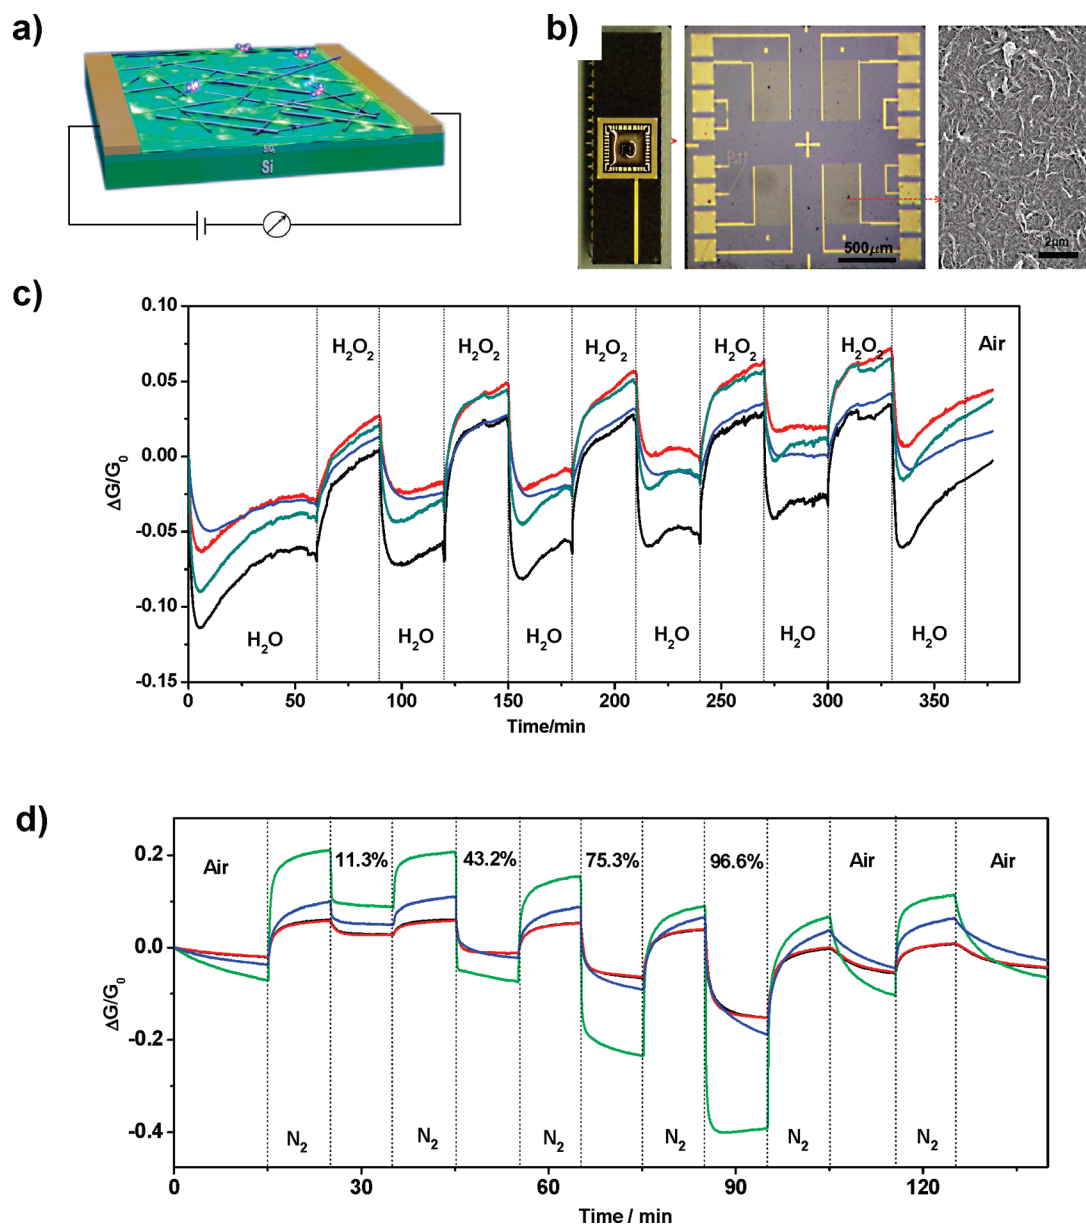 a)
SiO₂
Si
b)
500μm
2μm
c)
0.10
0.05
0.00
-0.05
-0.10
-0.15
ΔG/G₀
H₂O₂ H₂O₂ H₂O₂ H₂O₂ H₂O₂ Air
H₂O H₂O H₂O H₂O H₂O H₂O
0 50 100 150 200 250 300 350
Time/min
d)
0.2
0.0
-0.2
-0.4
ΔG/G₀
Air 11.3% 43.2% 75.3% 96.6% Air Air
N₂ N₂ N₂ N₂ N₂ N₂
0 30 60 90 120
Time / min